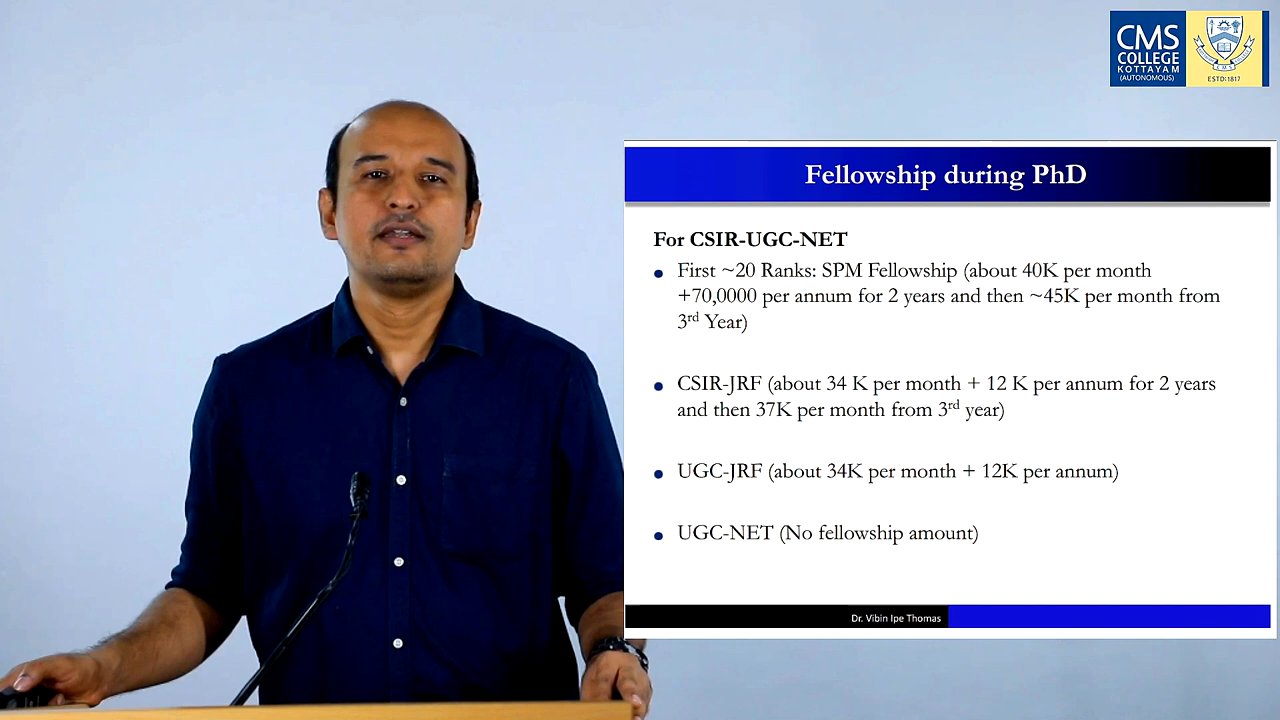 CMS
COLLEGE
KOTTAYAM
(AUTONOMOUS)
CMS
ESTD:1817
Fellowship during PhD
For CSIR-UGC-NET
• First ~20 Ranks: SPM Fellowship (about 40K per month
+70,0000 per annum for 2 years and then ~45K per month from
3rd Year)
• CSIR-JRF (about 34 K per month + 12 K per annum for 2 years
and then 37K per month from 3rd year)
• UGC-JRF (about 34K per month + 12K per annum)
• UGC-NET (No fellowship amount)
Dr. Vibin Ipe Thomas